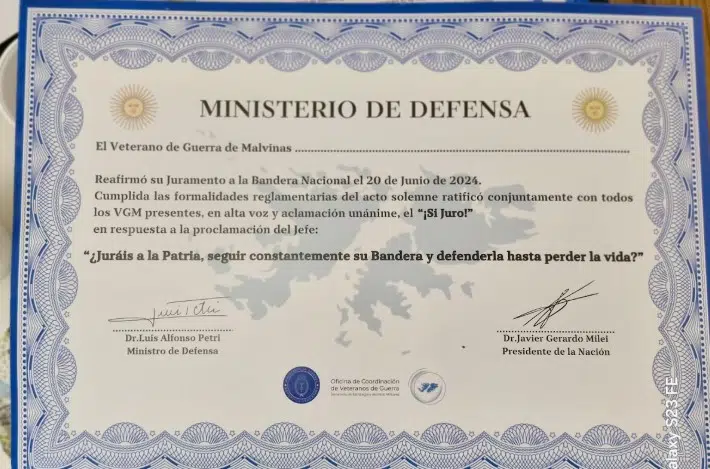 MINISTERIO DE DEFENSA
El Veterano de Guerra de Malvinas ........................................................................
Reafirmó su Juramento a la Bandera Nacional el 20 de Junio de 2024.
Cumplida las formalidades reglamentarias del acto solemne ratificó conjuntamente con todos
los VGM presentes, en alta voz y aclamación unánime, el "¡Sí Juro!"
en respuesta a la proclamación del Jefe:
"¿Juráis a la Patria, seguir constantemente su Bandera y defenderla hasta perder la vida?"
Dr.Luis Alfonso Petri
Ministro de Defensa
Dr.Javier Gerardo Milei
Presidente de la Nación
Oficina de Coordinación
de Veteranos de Guerra
laxy S23 FE